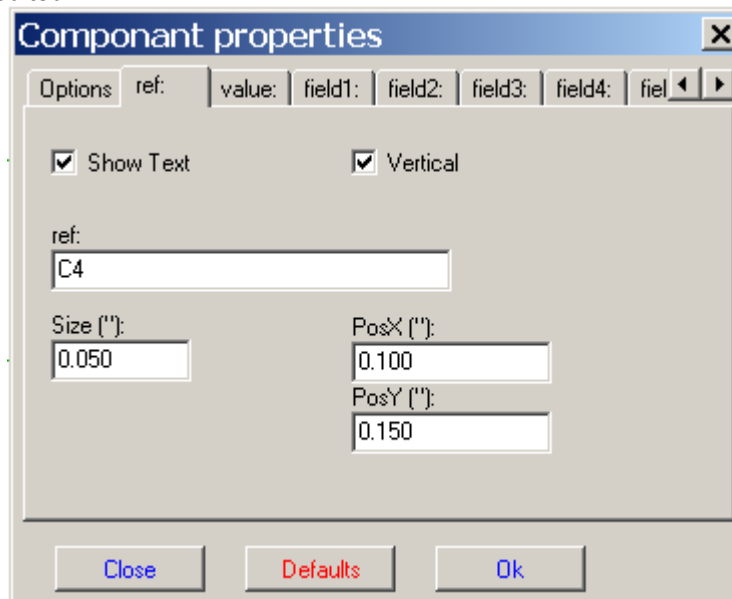 Componant properties
Options ref: value: field1: field2: field3: field4: fiel
Show Text Vertical
ref:
C4
Size ("): PosX ("):
0.050 0.100
PosY ("):
0.150
Close Defaults Ok